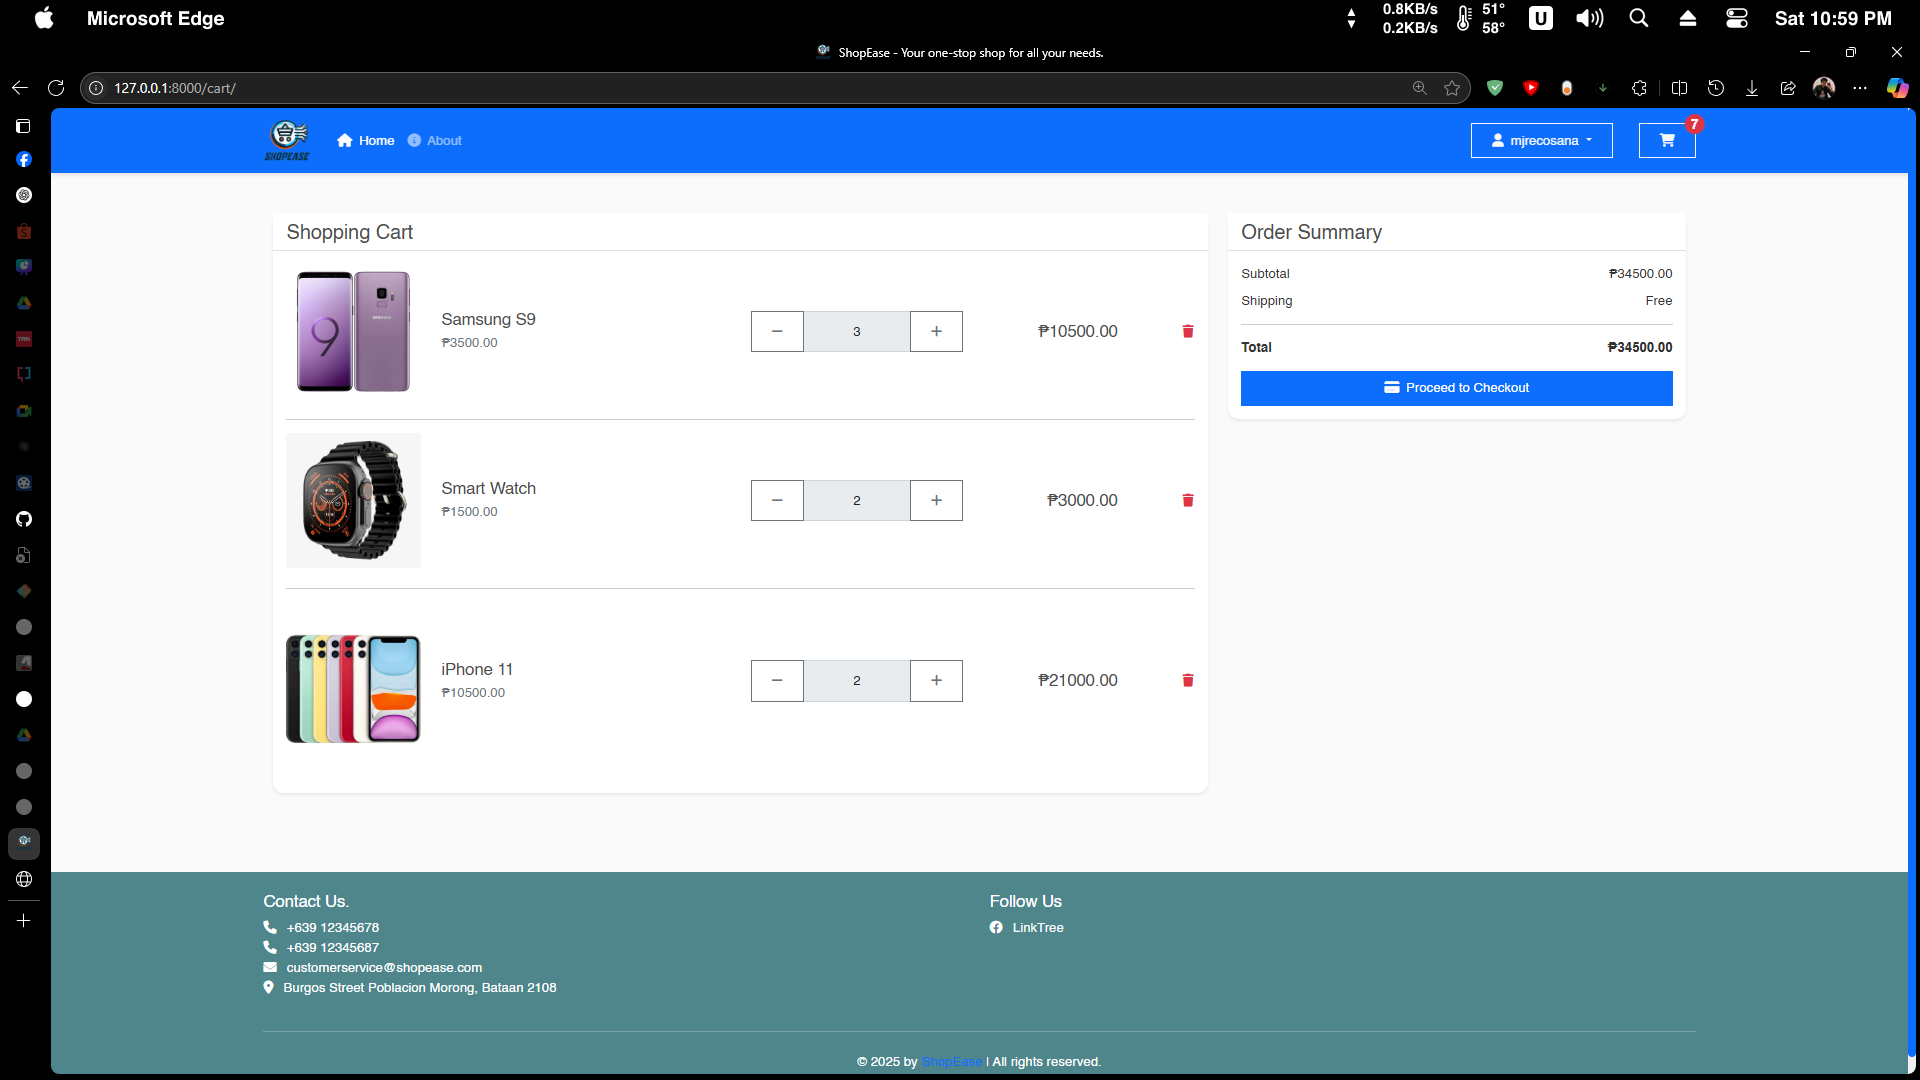 Microsoft Edge
0.8KB/s
0.2KB/s
51°
58°
U
Sat 10:59 PM
ShopEase - Your one-stop shop for all your needs.
127.0.0.1:8000/cart/
SHOPEASE
Home
About
mjrecosana
7
Shopping Cart
Samsung S9
₱3500.00
3
₱10500.00
Smart Watch
₱1500.00
2
₱3000.00
iPhone 11
₱10500.00
2
₱21000.00
Order Summary
Subtotal ₱34500.00
Shipping Free
Total ₱34500.00
Proceed to Checkout
Contact Us.
+639 12345678
+639 12345687
customerservice@shopease.com
Burgos Street Poblacion Morong, Bataan 2108
Follow Us
LinkTree
© 2025 by ShopEase | All rights reserved.